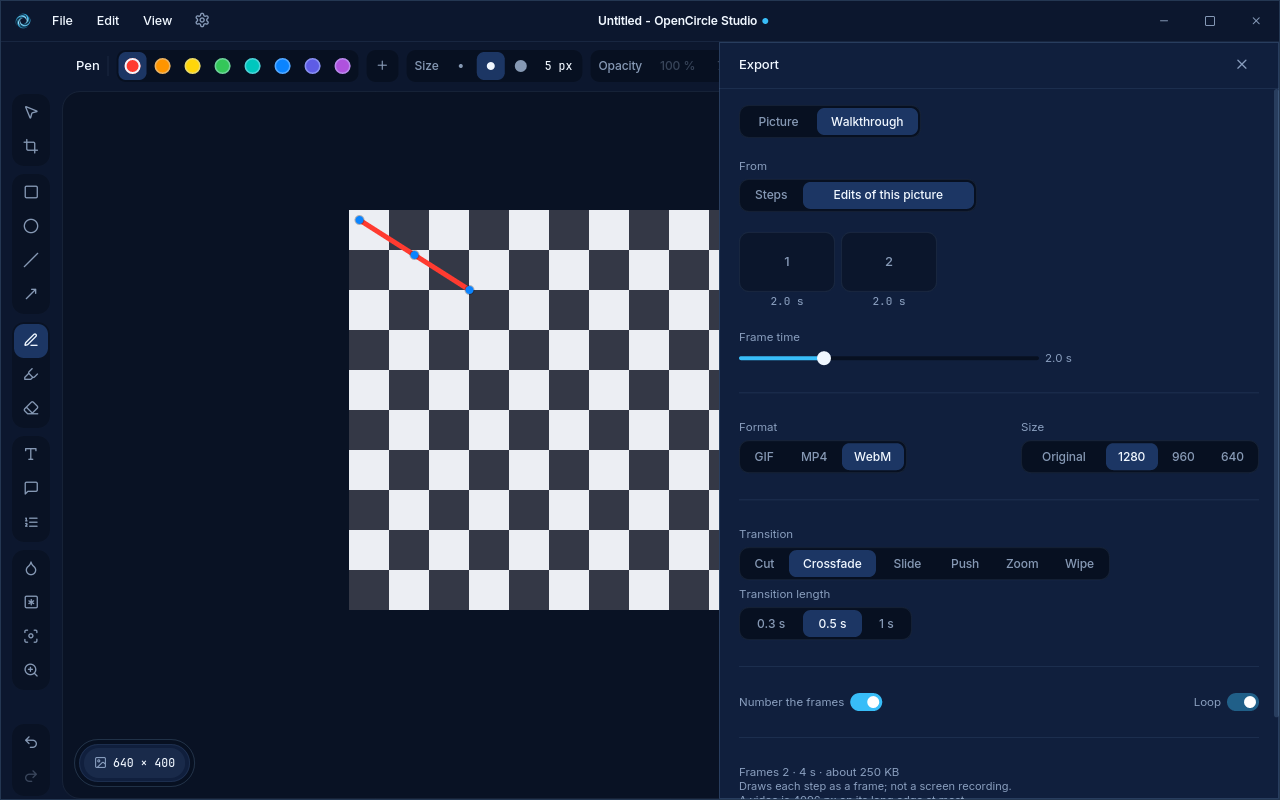 File Edit View Untitled - OpenCircle Studio
Pen Size 5 px Opacity 100 %
Export
Picture Walkthrough
From
Steps Edits of this picture
1 2
2.0 s 2.0 s
Frame time
2.0 s
Format Size
GIF MP4 WebM Original 1280 960 640
Transition
Cut Crossfade Slide Push Zoom Wipe
Transition length
0.3 s 0.5 s 1 s
Number the frames Loop
640 × 400
Frames 2 · 4 s · about 250 KB
Draws each step as a frame; not a screen recording.